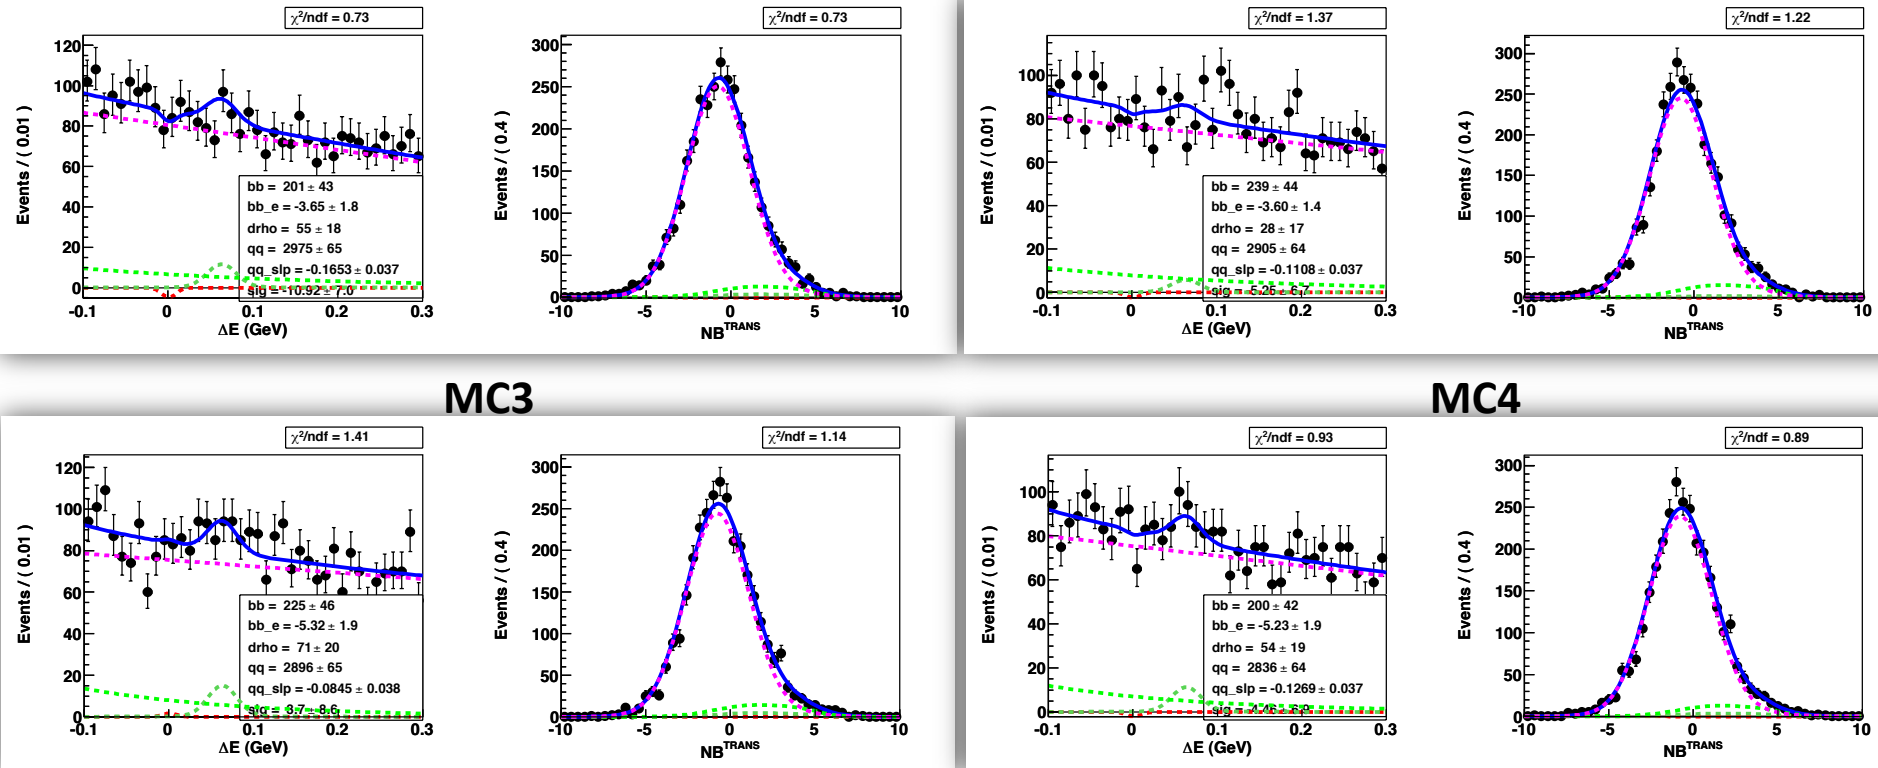 χ²/ndf = 0.73
Events / ( 0.01 )
120
100
80
60
40
20
0
bb = 201 ± 43
bb_e = -3.65 ± 1.8
drho = 55 ± 18
qq = 2975 ± 65
qq_slp = -0.1653 ± 0.037
sig = -10.92 ± 7.0
-0.1 0 0.1 0.2 0.3
ΔE (GeV)
χ²/ndf = 0.73
Events / ( 0.4 )
300
250
200
150
100
50
0
-10 -5 0 5 10
NB^TRANS
χ²/ndf = 1.37
Events / ( 0.01 )
100
80
60
40
20
0
bb = 239 ± 44
bb_e = -3.60 ± 1.4
drho = 28 ± 17
qq = 2905 ± 64
qq_slp = -0.1108 ± 0.037
-0.1 0 0.1 0.2 0.3
ΔE (GeV)
χ²/ndf = 1.22
Events / ( 0.4 )
300
250
200
150
100
50
0
-10 -5 0 5 10
NB^TRANS
MC3
MC4
χ²/ndf = 1.41
Events / ( 0.01 )
120
100
80
60
40
20
0
bb = 225 ± 46
bb_e = -5.32 ± 1.9
drho = 71 ± 20
qq = 2896 ± 65
qq_slp = -0.0845 ± 0.038
sig = 3.7 ± 8.6
-0.1 0 0.1 0.2 0.3
ΔE (GeV)
χ²/ndf = 1.14
Events / ( 0.4 )
300
250
200
150
100
50
0
-10 -5 0 5 10
NB^TRANS
χ²/ndf = 0.93
Events / ( 0.01 )
100
80
60
40
20
0
bb = 200 ± 42
bb_e = -5.23 ± 1.9
drho = 54 ± 19
qq = 2836 ± 64
qq_slp = -0.1269 ± 0.037
-0.1 0 0.1 0.2 0.3
ΔE (GeV)
χ²/ndf = 0.89
Events / ( 0.4 )
300
250
200
150
100
50
0
-10 -5 0 5 10
NB^TRANS